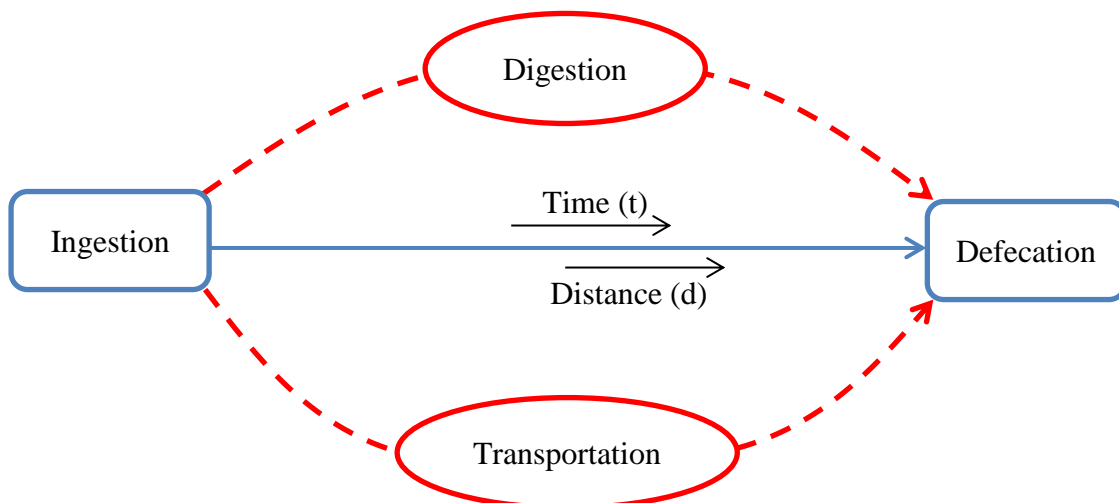 Digestion
Time (t)
Ingestion
Defecation
Distance (d)
Transportation